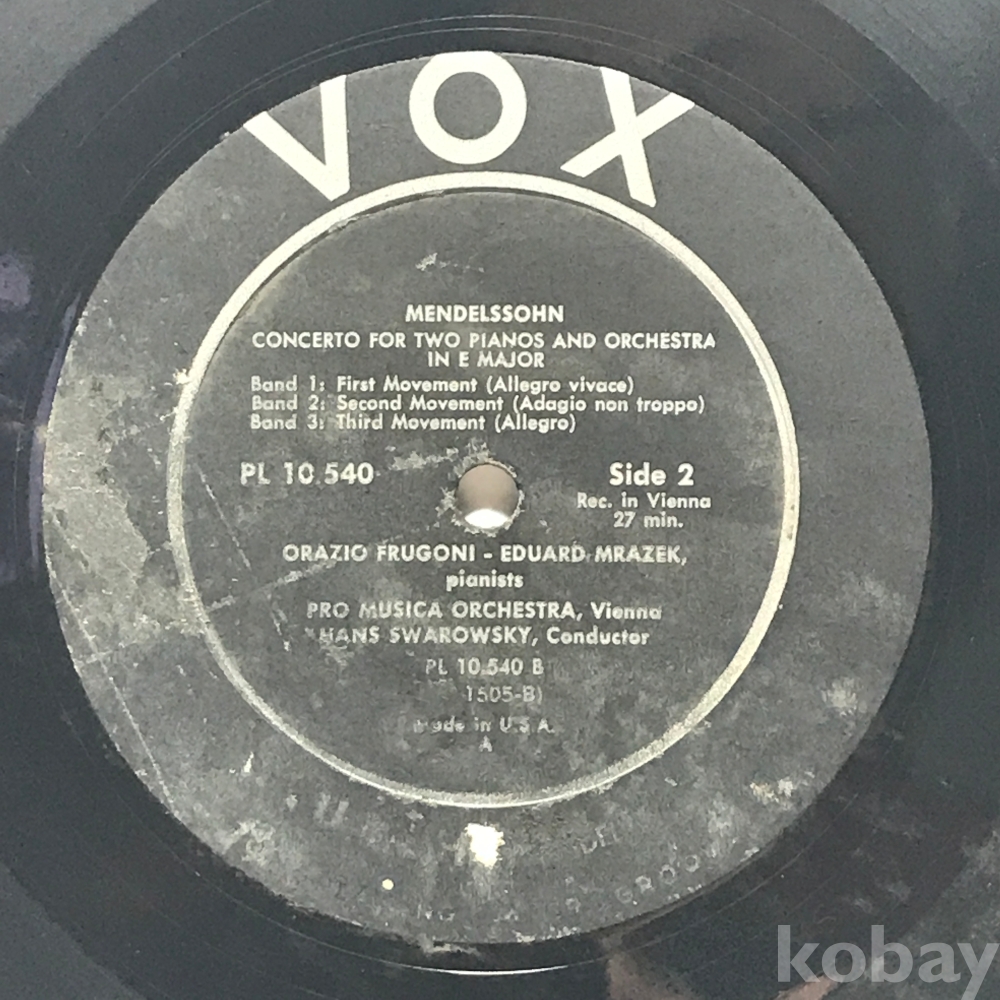 VOX
MENDELSSOHN
CONCERTO FOR TWO PIANOS AND ORCHESTRA
IN E MAJOR
Band 1: First Movement (Allegro vivace)
Band 2: Second Movement (Adagio non troppo)
Band 3: Third Movement (Allegro)
PL 10.540
Side 2
Rec. in Vienna
27 min.
ORAZIO FRUGONI - EDUARD MRAZEK,
pianists
PRO MUSICA ORCHESTRA, Vienna
HANS SWAROWSKY, Conductor
PL 10.540 B
1505-B)
Made in U.S.A.
A
kobay